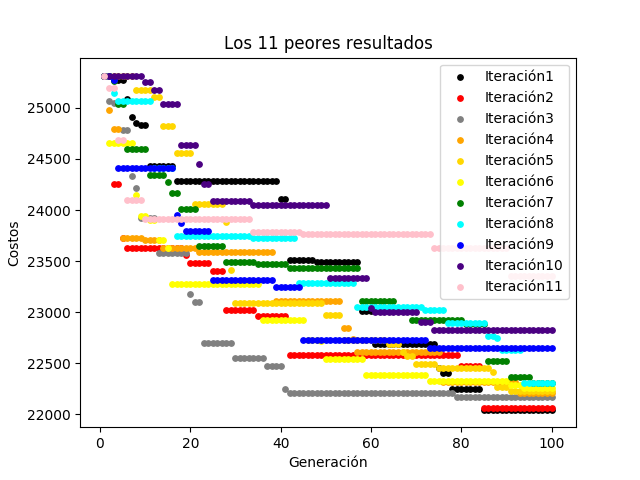 Los 11 peores resultados
Costos
25000
24500
24000
23500
23000
22500
22000
0 20 40 60 80 100
Generación
Iteración1
Iteración2
Iteración3
Iteración4
Iteración5
Iteración6
Iteración7
Iteración8
Iteración9
Iteración10
Iteración11